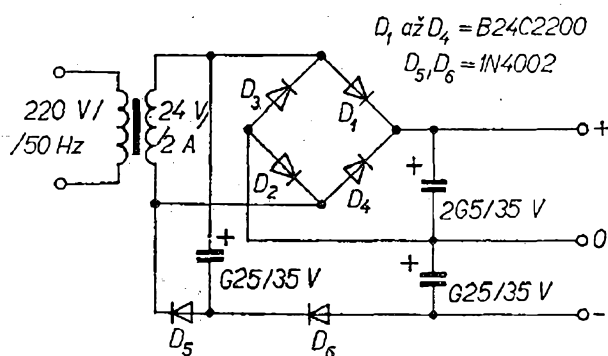 D₁ až D₄ = B24C2200
D₅, D₆ = 1N4002
220 V/
/50 Hz
24 V/
/2 A
D₃
D₁
D₂
D₄
+
+
2G5/35 V
0
+
G25/35 V
+
G25/35 V
-
D₅
D₆